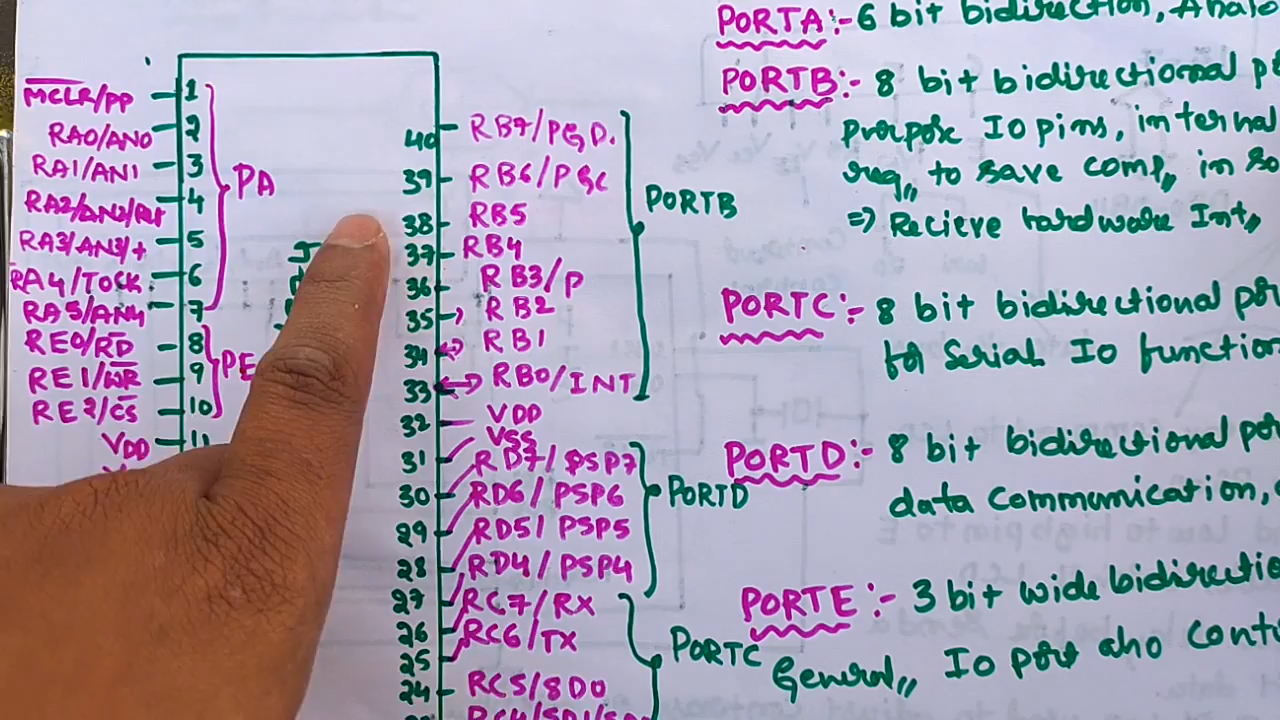 MCLR/PP 1
RA0/AN0 2
RA1/AN1 3
RA2/AN2/ 4
RA3/AN3/+ 5
RA4/TOCK 6
RA5/AN4 7
RE0/RD 8
RE1/WR 9
RE2/CS 10
VDD 11
PA
PE
40 RB7/PGD.
39 RB6/PGC
38 RB5
37 RB4
36 RB3/P
35 RB2
34 RB1
33 RB0/INT
32 VDD
31 VSS
30 RD7/PSP7
29 RD6/PSP6
28 RD5/PSP5
27 RD4/PSP4
26 RC7/RX
25 RC6/TX
24 RC5/SDO
PORTB
PORTD
PORTC
PORTA:- 6 bit bidirection, Analo
PORTB:- 8 bit bidirectional po
purpose IO pins, internal
req,, to save comp,, in so
=> Recieve hardware Int,,
PORTC:- 8 bit bidirectional por
for Serial Io function
PORTD:- 8 bit bidirectional por
data communication,
PORTE:- 3 bit wide bidirectio
General,, Io port aho conti